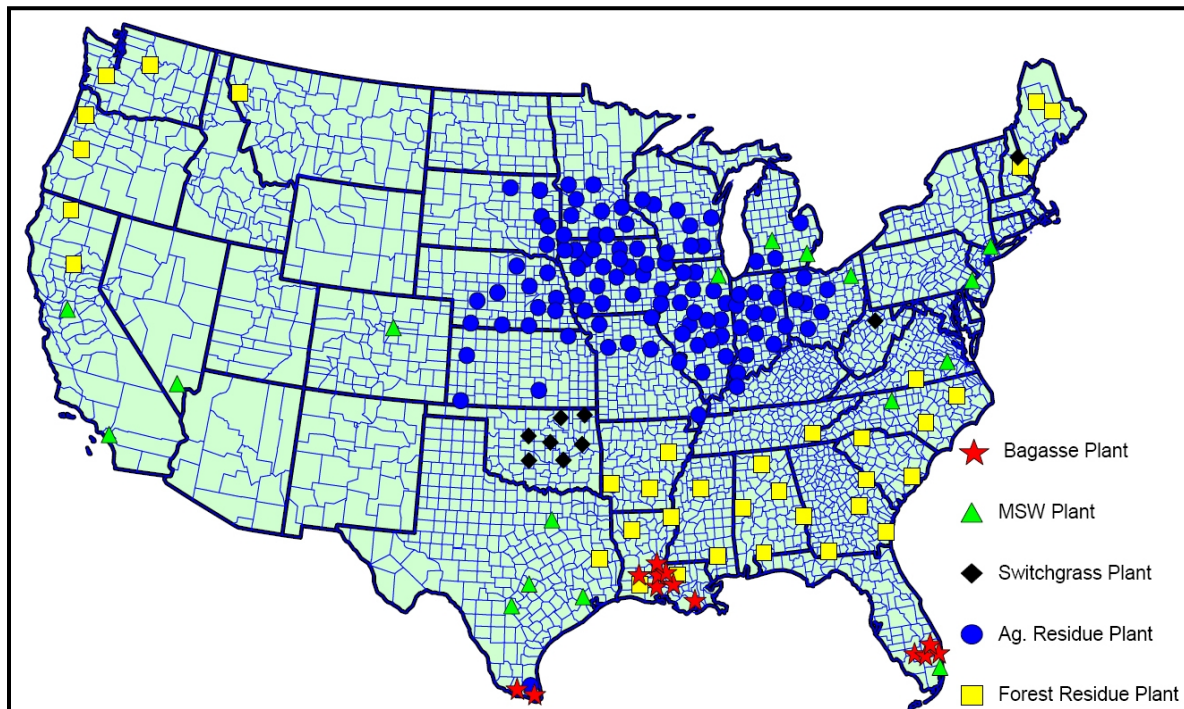 Bagasse Plant
MSW Plant
Switchgrass Plant
Ag. Residue Plant
Forest Residue Plant